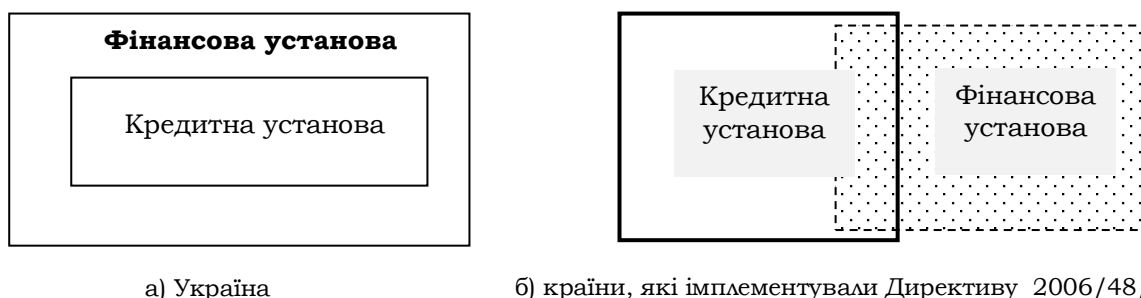 Фінансова установа
Кредитна установа
Кредитна
установа
Фінансова
установа
а) Україна
б) країни, які імплементували Директиву 2006/48,